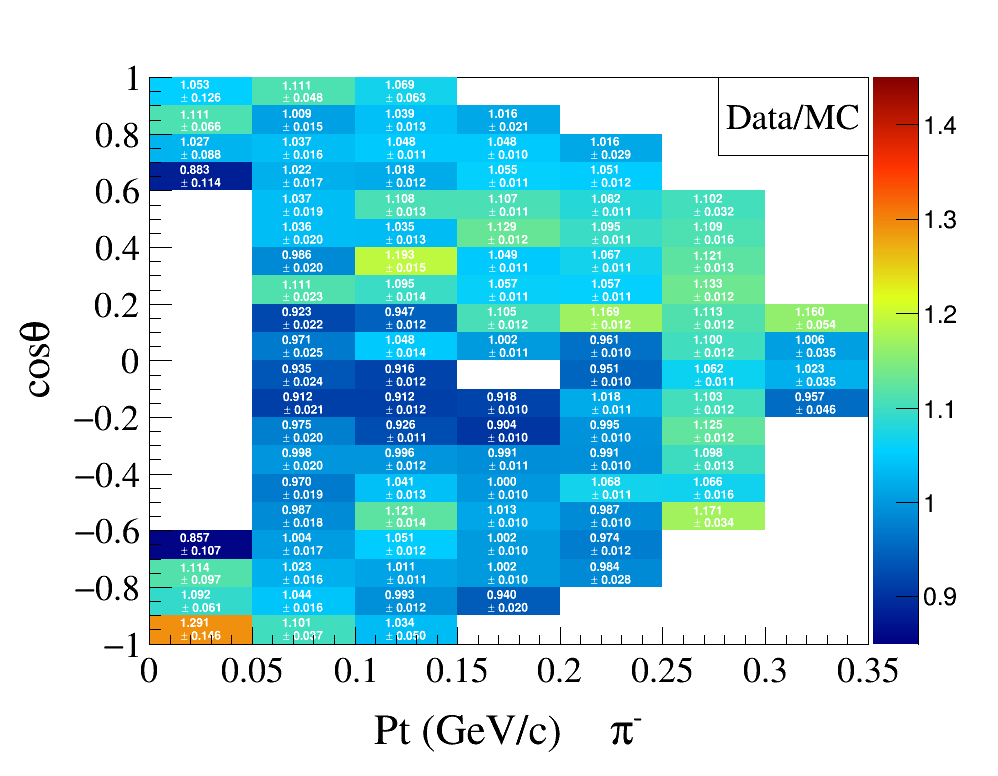 Data/MC
1
1.053 1.111 1.069
± 0.126 ± 0.048 ± 0.063
1.111 1.009 1.039 1.016
± 0.066 ± 0.015 ± 0.013 ± 0.021
0.8
1.027 1.037 1.048 1.048 1.016
± 0.088 ± 0.016 ± 0.011 ± 0.010 ± 0.029
0.883 1.022 1.018 1.055 1.051
± 0.114 ± 0.017 ± 0.012 ± 0.011 ± 0.012
0.6
1.037 1.108 1.107 1.082 1.102
± 0.019 ± 0.013 ± 0.011 ± 0.011 ± 0.032
1.036 1.035 1.129 1.095 1.109
± 0.020 ± 0.013 ± 0.012 ± 0.011 ± 0.016
0.4
0.986 1.193 1.049 1.067 1.121
± 0.020 ± 0.015 ± 0.011 ± 0.011 ± 0.013
1.111 1.095 1.057 1.057 1.133
± 0.023 ± 0.014 ± 0.011 ± 0.011 ± 0.012
0.2
0.923 0.947 1.105 1.169 1.113 1.160
± 0.022 ± 0.012 ± 0.012 ± 0.012 ± 0.012 ± 0.054
0.971 1.048 1.002 0.961 1.100 1.006
± 0.025 ± 0.014 ± 0.011 ± 0.010 ± 0.012 ± 0.035
0
0.935 0.916 0.951 1.062 1.023
± 0.024 ± 0.012 ± 0.010 ± 0.011 ± 0.035
0.912 0.912 0.918 1.018 1.103 0.957
± 0.021 ± 0.012 ± 0.010 ± 0.011 ± 0.012 ± 0.046
−0.2
0.975 0.926 0.904 0.995 1.125
± 0.020 ± 0.011 ± 0.010 ± 0.010 ± 0.012
0.998 0.996 0.991 0.991 1.098
± 0.020 ± 0.012 ± 0.011 ± 0.010 ± 0.013
−0.4
0.970 1.041 1.000 1.068 1.066
± 0.019 ± 0.013 ± 0.010 ± 0.011 ± 0.016
0.987 1.121 1.013 0.987 1.171
± 0.018 ± 0.014 ± 0.010 ± 0.010 ± 0.034
−0.6
0.857 1.004 1.051 1.002 0.974
± 0.107 ± 0.017 ± 0.012 ± 0.010 ± 0.012
1.114 1.023 1.011 1.002 0.984
± 0.097 ± 0.016 ± 0.011 ± 0.010 ± 0.028
−0.8
1.092 1.044 0.993 0.940
± 0.061 ± 0.016 ± 0.012 ± 0.020
1.291 1.101 1.034
± 0.146 ± 0.037 ± 0.050
−1
cosθ
0 0.05 0.1 0.15 0.2 0.25 0.3 0.35
Pt (GeV/c) π⁻
1.4
1.3
1.2
1.1
1
0.9